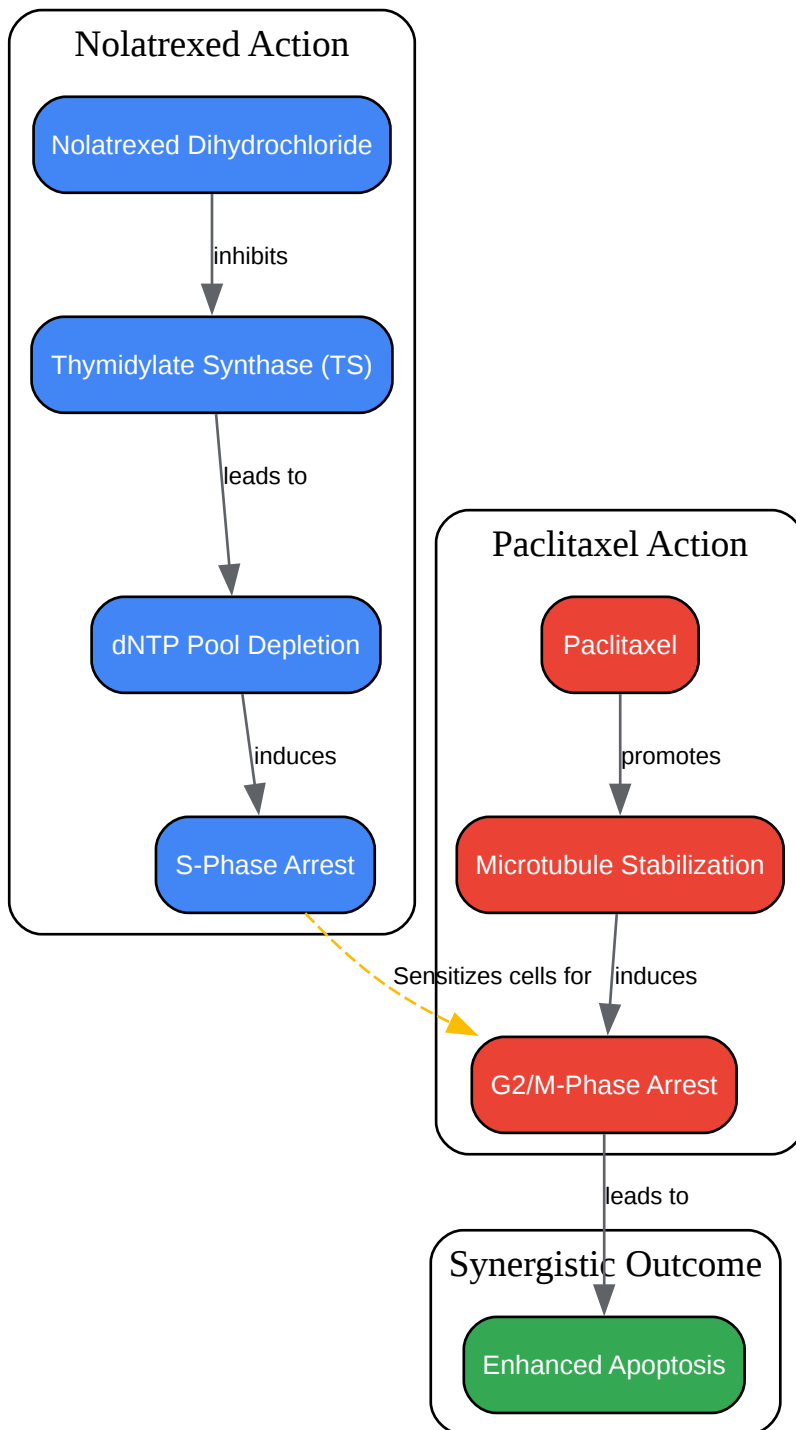 Nolatrexed Action
Nolatrexed Dihydrochloride
inhibits
Thymidylate Synthase (TS)
leads to
dNTP Pool Depletion
induces
S-Phase Arrest
Paclitaxel Action
Paclitaxel
promotes
Microtubule Stabilization
Sensitizes cells for
induces
G2/M-Phase Arrest
leads to
Synergistic Outcome
Enhanced Apoptosis